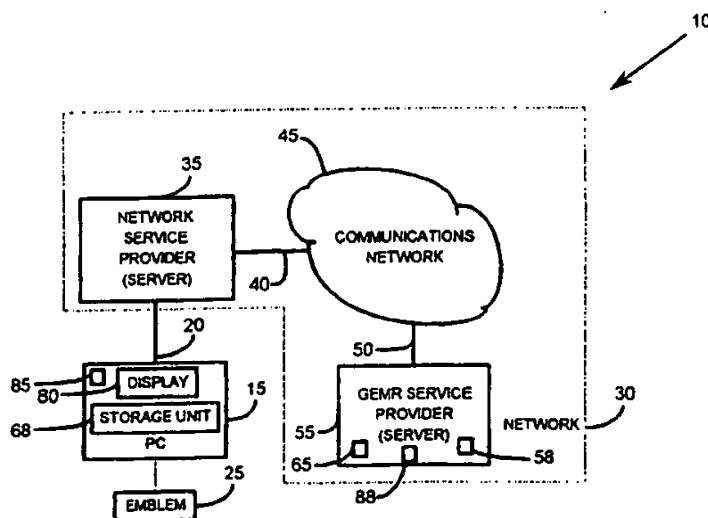 10
45
35
NETWORK
SERVICE
PROVIDER
(SERVER)
COMMUNICATIONS
NETWORK
40
20
50
85
DISPLAY
80
15
STORAGE UNIT
68
PC
GEMR SERVICE
PROVIDER
(SERVER)
55
NETWORK
30
65
88
58
25
EMBLEM